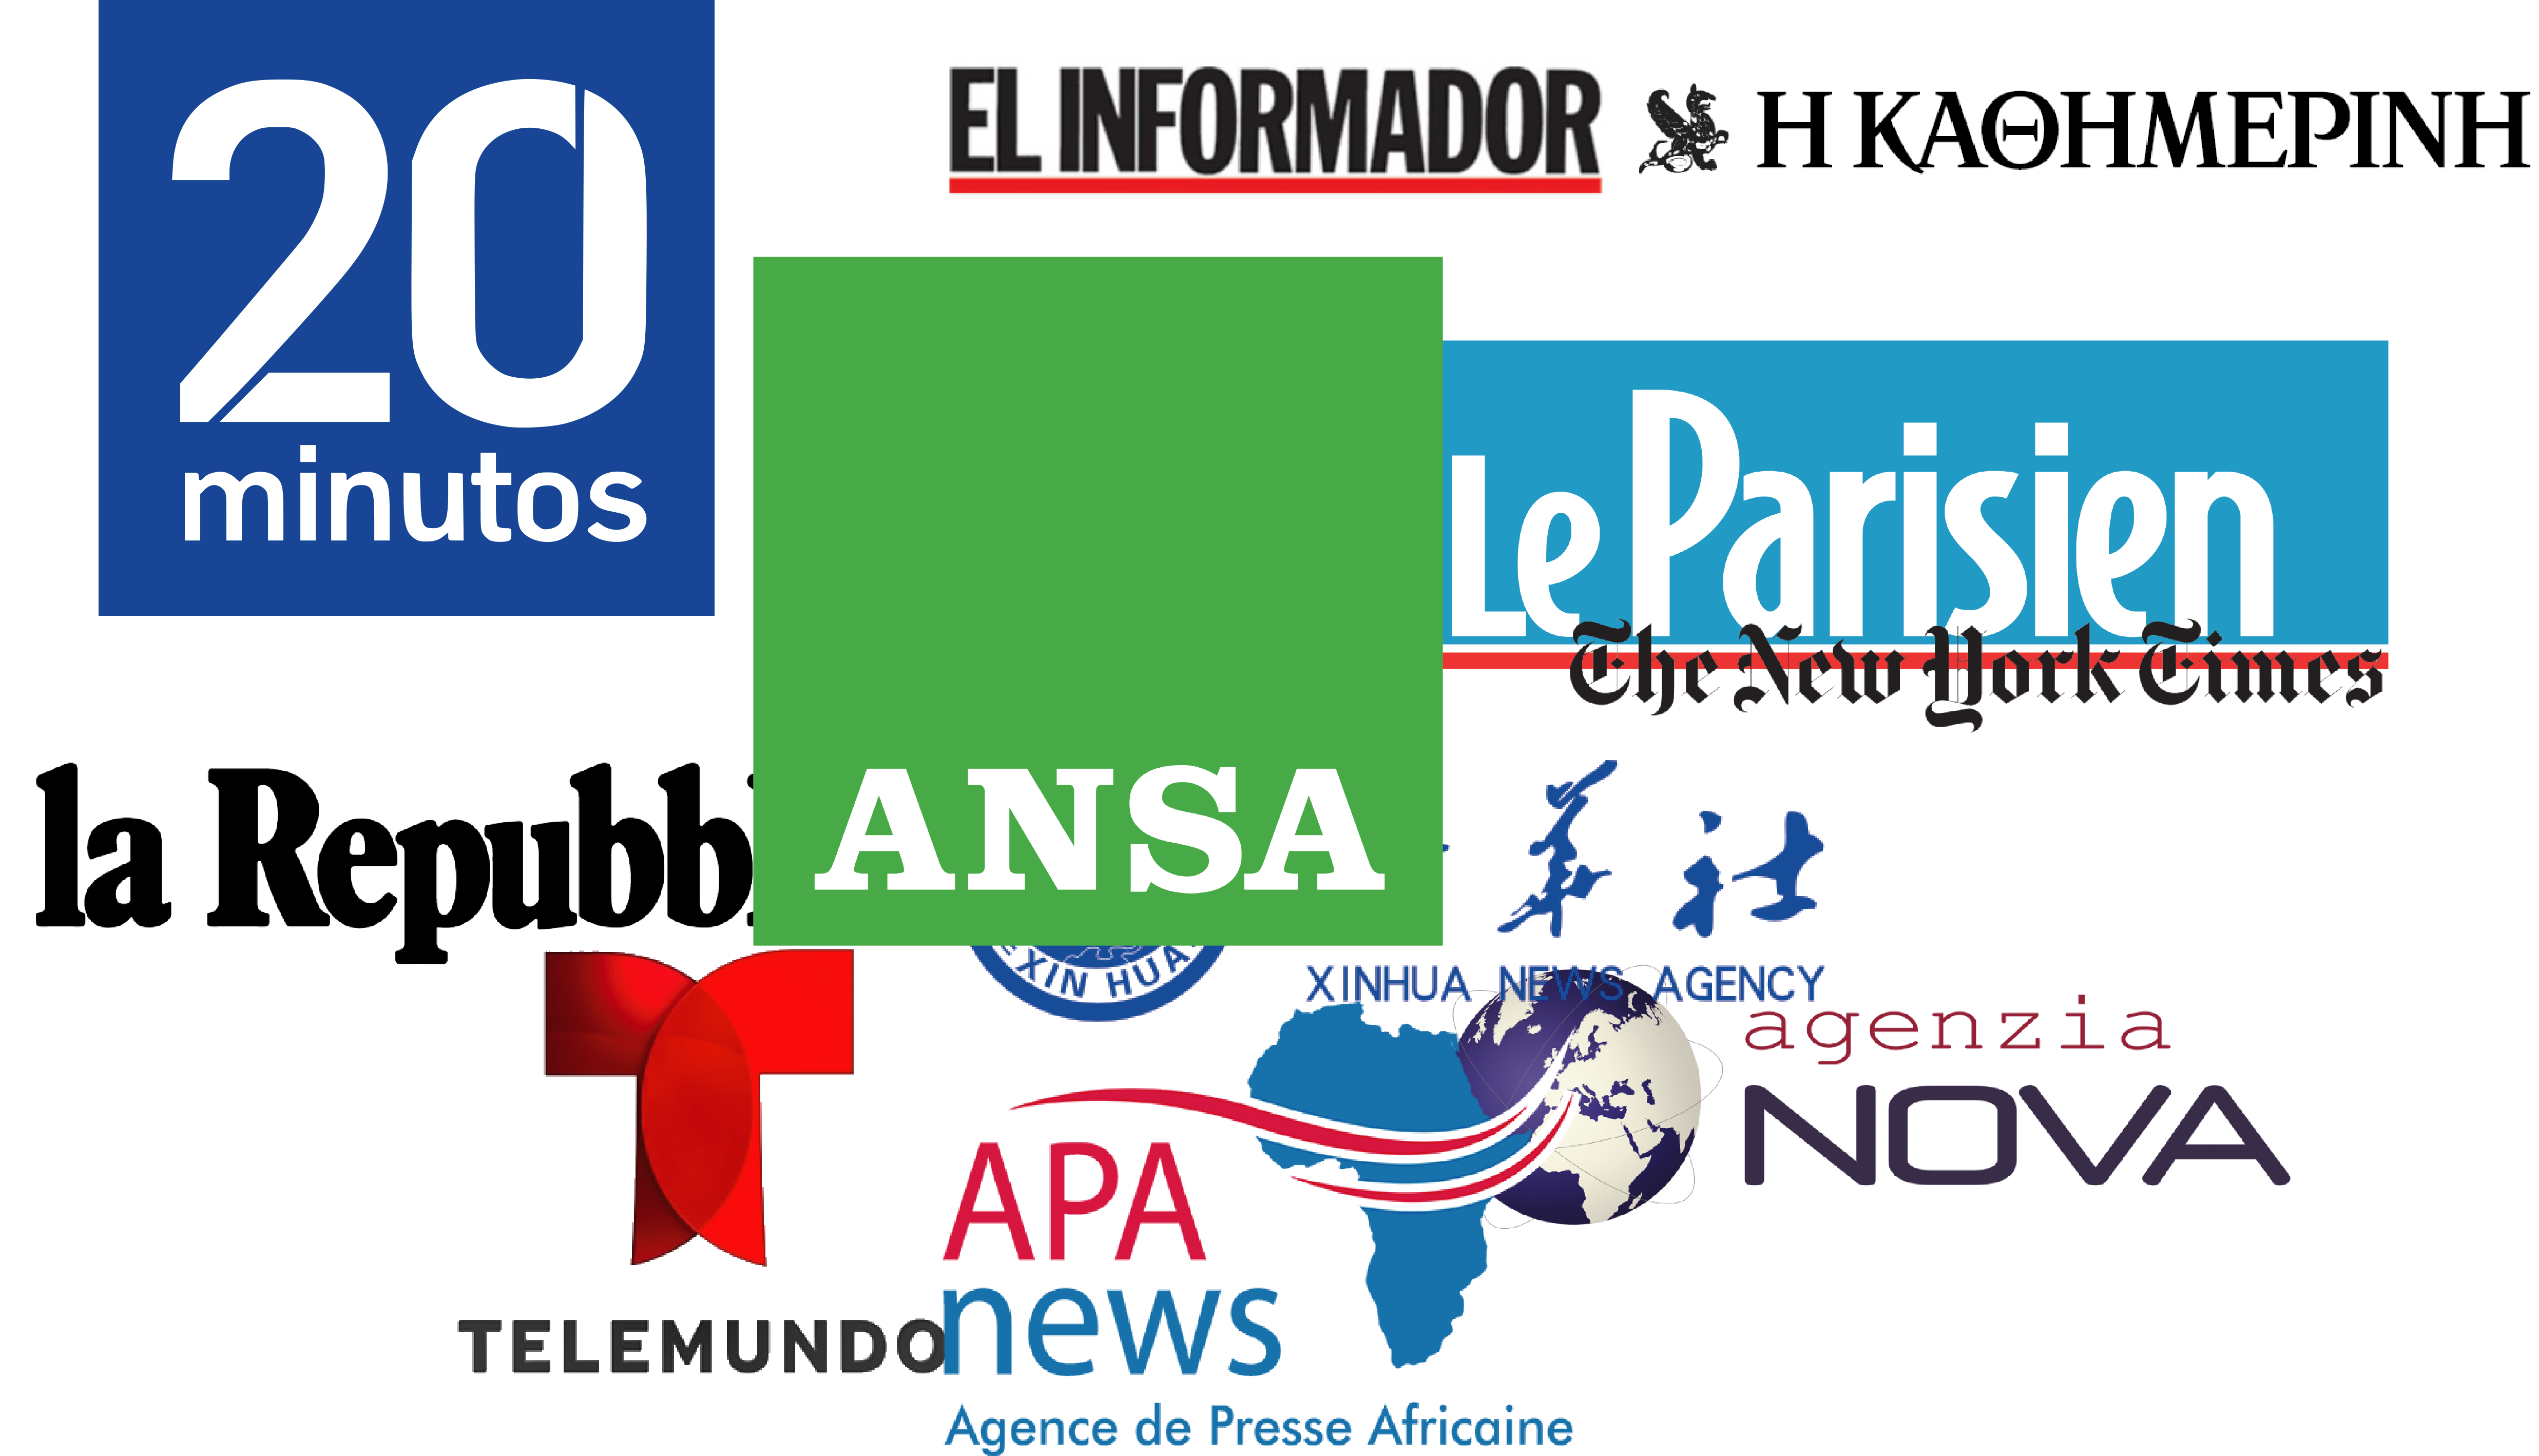 20
minutos
EL INFORMADOR
Η ΚΑΘΗΜΕΡΙΝΗ
Le Parisien
The New York Times
la Repubb
ANSA
華社
XIN HUA
XINHUA NEWS AGENCY
agenzia
NOVA
TELEMUNDO
APA
news
Agence de Presse Africaine